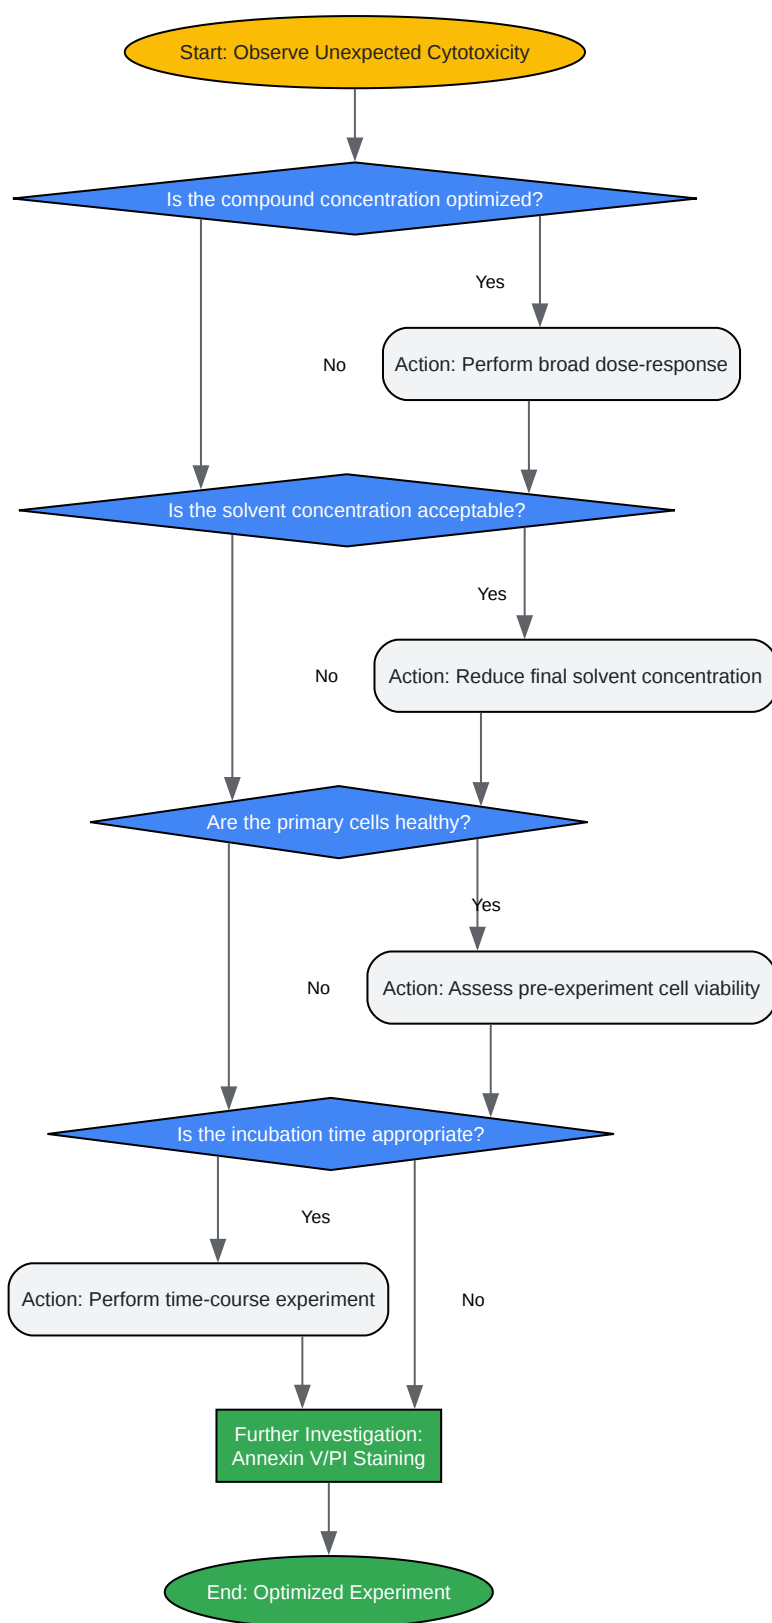 Start: Observe Unexpected Cytotoxicity
Is the compound concentration optimized?
Yes
No
Action: Perform broad dose-response
Is the solvent concentration acceptable?
Yes
No
Action: Reduce final solvent concentration
Are the primary cells healthy?
Yes
No
Action: Assess pre-experiment cell viability
Is the incubation time appropriate?
Yes
Action: Perform time-course experiment
No
Further Investigation:
Annexin V/PI Staining
End: Optimized Experiment